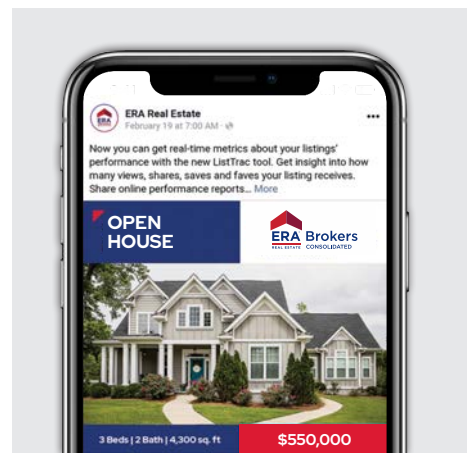 ERA Real Estate
February 19 at 7:00 AM ·
Now you can get real-time metrics about your listings'
performance with the new ListTrac tool. Get insight into how
many views, shares, saves and faves your listing receives.
Share online performance reports... More
OPEN
HOUSE
ERA Brokers
REAL ESTATE CONSOLIDATED
3 Beds | 2 Bath | 4,300 sq. ft
$550,000